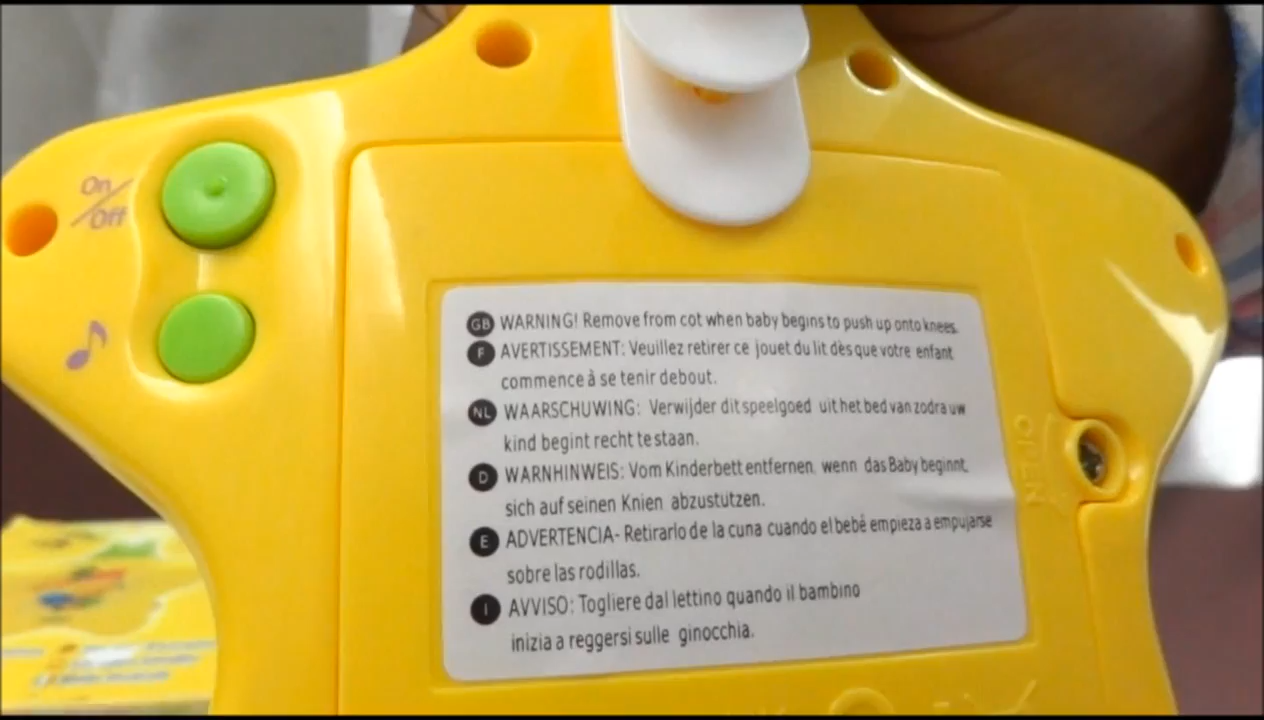 On
/Off
GB WARNING! Remove from cot when baby begins to push up onto knees.
F AVERTISSEMENT: Veuillez retirer ce jouet du lit dès que votre enfant
commence à se tenir debout.
NL WAARSCHUWING: Verwijder dit speelgoed uit het bed van zodra uw
kind begint recht te staan.
D WARNHINWEIS: Vom Kinderbett entfernen, wenn das Baby beginnt,
sich auf seinen Knien abzustützen.
E ADVERTENCIA- Retirarlo de la cuna cuando el bebé empieza a empujarse
sobre las rodillas.
I AVVISO: Togliere dal lettino quando il bambino
inizia a reggersi sulle ginocchia.
OPEN